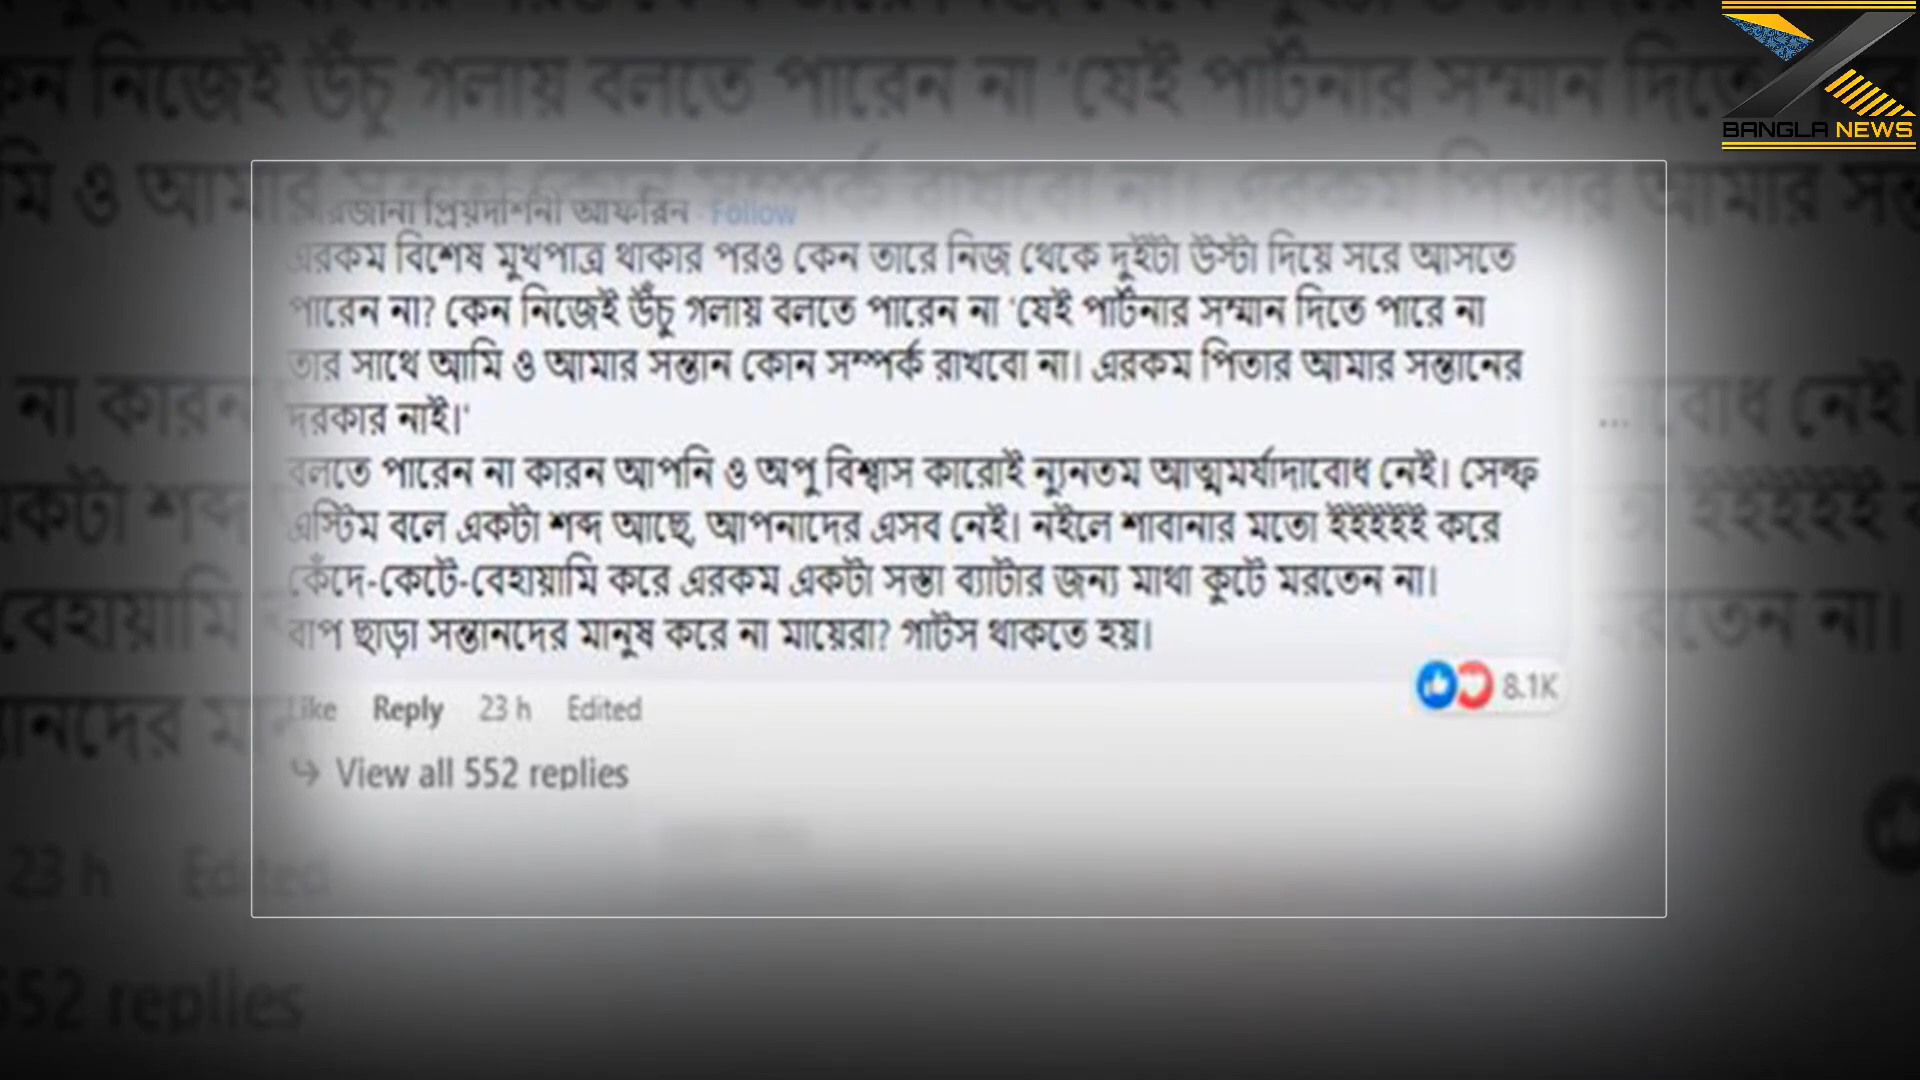 BANGLA NEWS
প্রিয়দর্শিনী আফরিন · Follow
এরকম বিশেষ মুখপাত্র থাকার পরও কেন তারে নিজ থেকে দুইটা উস্টা দিয়ে সরে আসতে
পারেন না? কেন নিজেই উঁচু গলায় বলতে পারেন না 'যেই পার্টনার সম্মান দিতে পারে না
তার সাথে আমি ও আমার সন্তান কোন সম্পর্ক রাখবো না। এরকম পিতার আমার সন্তানের
দরকার নাই।'
বলতে পারেন না কারন আপনি ও অপু বিশ্বাস কারোই ন্যুনতম আত্মমর্যাদাবোধ নেই। সেল্ফ
এস্টিম বলে একটা শব্দ আছে, আপনাদের এসব নেই। নইলে শাবানার মতো ইইইইই করে
কেঁদে-কেটে-বেহায়ামি করে এরকম একটা সস্তা ব্যাটার জন্য মাথা কুটে মরতেন না।
বাপ ছাড়া সন্তানদের মানুষ করে না মায়েরা? গাটস থাকতে হয়।
8.1K
Like Reply 23 h Edited
View all 552 replies